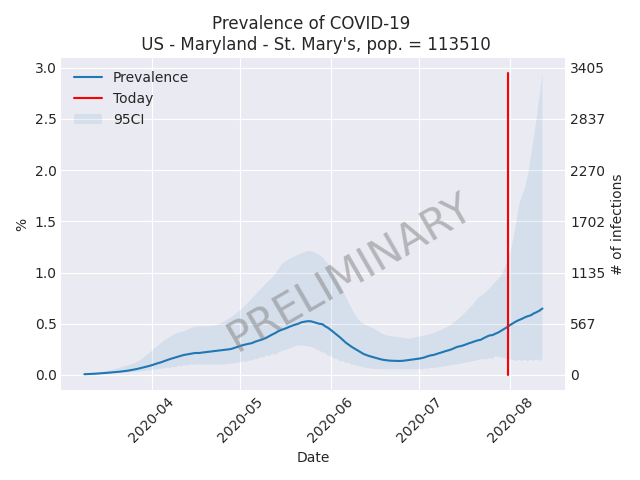 Prevalence of COVID-19
US - Maryland - St. Mary's, pop. = 113510
Prevalence
Today
95CI
3.0
2.5
2.0
1.5
1.0
0.5
0.0
%
3405
2837
2270
1702
1135
567
0
# of infections
PRELIMINARY
2020-04
2020-05
2020-06
2020-07
2020-08
Date